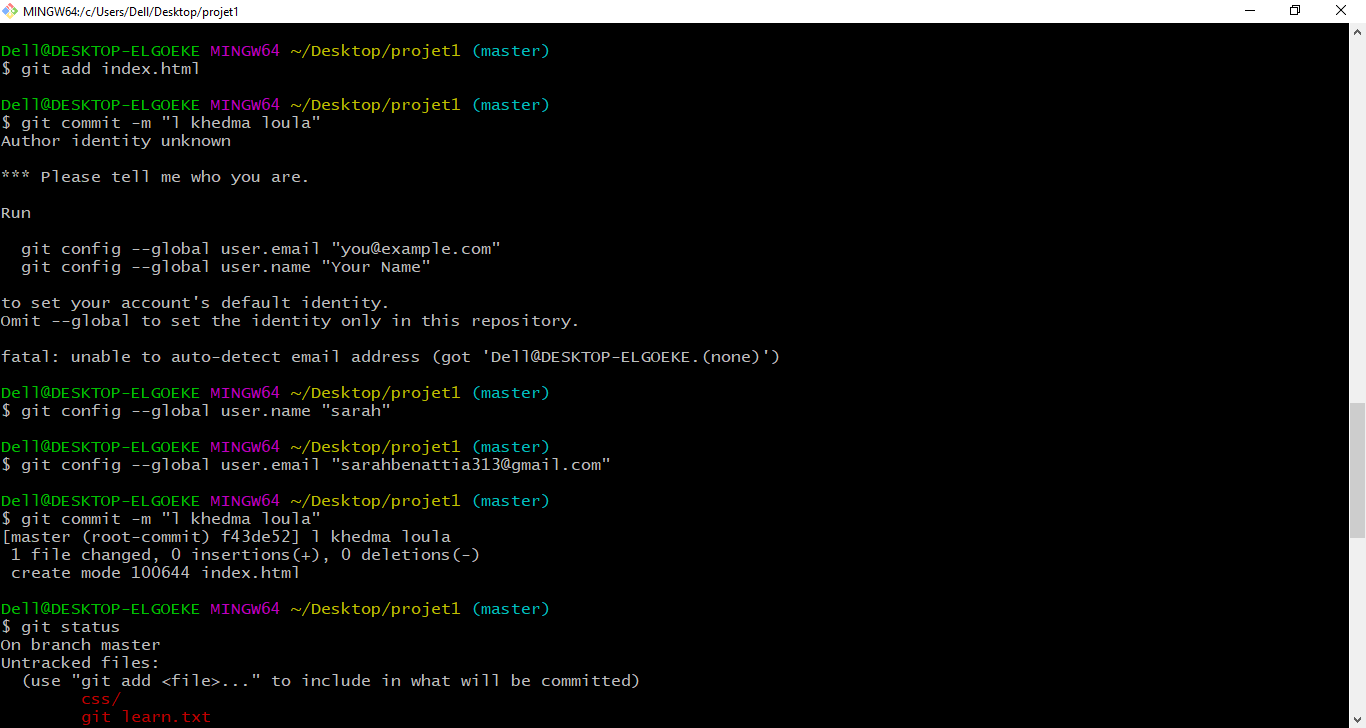 MINGW64:/c/Users/Dell/Desktop/projet1
Dell@DESKTOP-ELGOEKE MINGW64 ~/Desktop/projet1 (master)
$ git add index.html
Dell@DESKTOP-ELGOEKE MINGW64 ~/Desktop/projet1 (master)
$ git commit -m "l khedma loula"
Author identity unknown
*** Please tell me who you are.
Run
  git config --global user.email "you@example.com"
  git config --global user.name "Your Name"
to set your account's default identity.
Omit --global to set the identity only in this repository.
fatal: unable to auto-detect email address (got 'Dell@DESKTOP-ELGOEKE.(none)')
Dell@DESKTOP-ELGOEKE MINGW64 ~/Desktop/projet1 (master)
$ git config --global user.name "sarah"
Dell@DESKTOP-ELGOEKE MINGW64 ~/Desktop/projet1 (master)
$ git config --global user.email "sarahbenattia313@gmail.com"
Dell@DESKTOP-ELGOEKE MINGW64 ~/Desktop/projet1 (master)
$ git commit -m "l khedma loula"
[master (root-commit) f43de52] l khedma loula
 1 file changed, 0 insertions(+), 0 deletions(-)
 create mode 100644 index.html
Dell@DESKTOP-ELGOEKE MINGW64 ~/Desktop/projet1 (master)
$ git status
On branch master
Untracked files:
  (use "git add <file>..." to include in what will be committed)
        css/
        git learn.txt